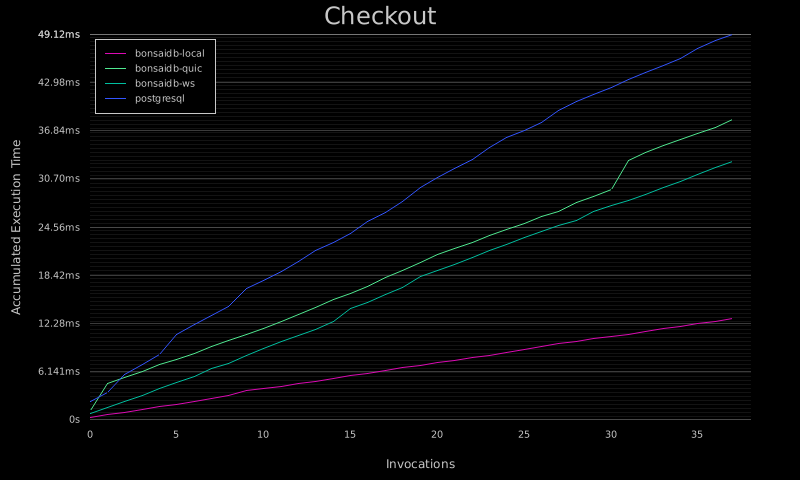 Checkout
49.12ms
42.98ms
36.84ms
30.70ms
24.56ms
18.42ms
12.28ms
6.141ms
0s
bonsaidb-local
bonsaidb-quic
bonsaidb-ws
postgresql
Accumulated Execution Time
0 5 10 15 20 25 30 35
Invocations